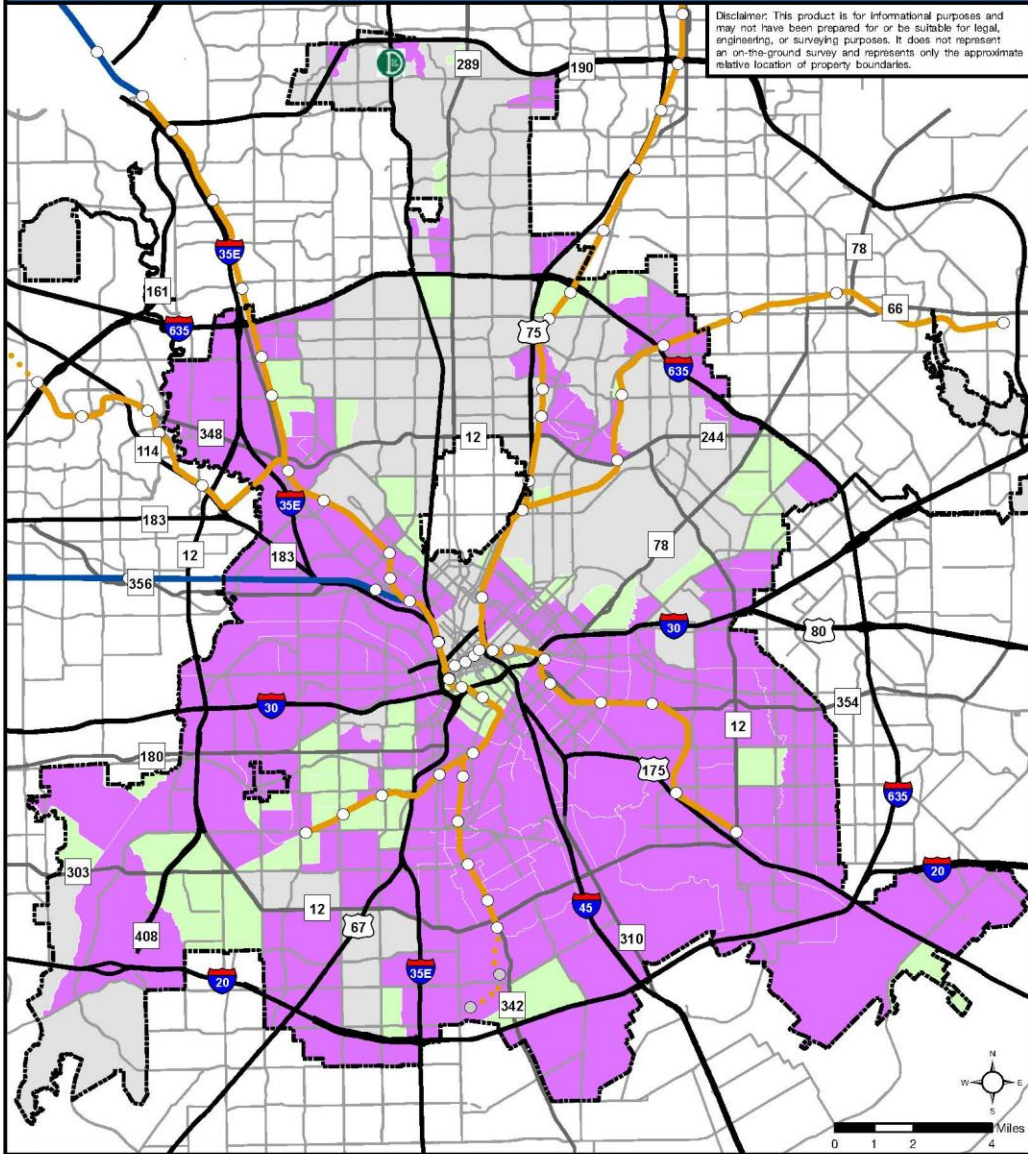 Disclaimer: This product is for informational purposes and
may not have been prepared for or be suitable for legal,
engineering, or surveying purposes. It does not represent
an on-the-ground survey and represents only the approximate
relative location of property boundaries.
289
190
35E
78
161
66
635
75
635
348
12
244
114
35E
183
78
12
183
356
30
80
30
354
12
180
175
635
303
20
12
45
67
408
310
35E
20
342
N
W
E
S
Miles
0 1 2 4